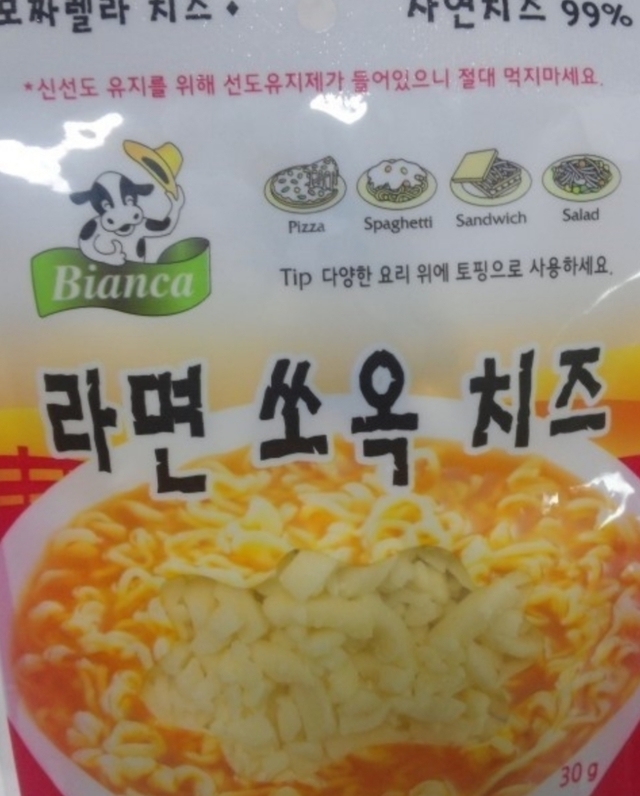 모짜렐라 치즈 자연치즈 99%
*신선도 유지를 위해 선도유지제가 들어있으니 절대 먹지마세요.
Bianca
Pizza Spaghetti Sandwich Salad
Tip 다양한 요리 위에 토핑으로 사용하세요.
라면 쏘옥 치즈
30 g